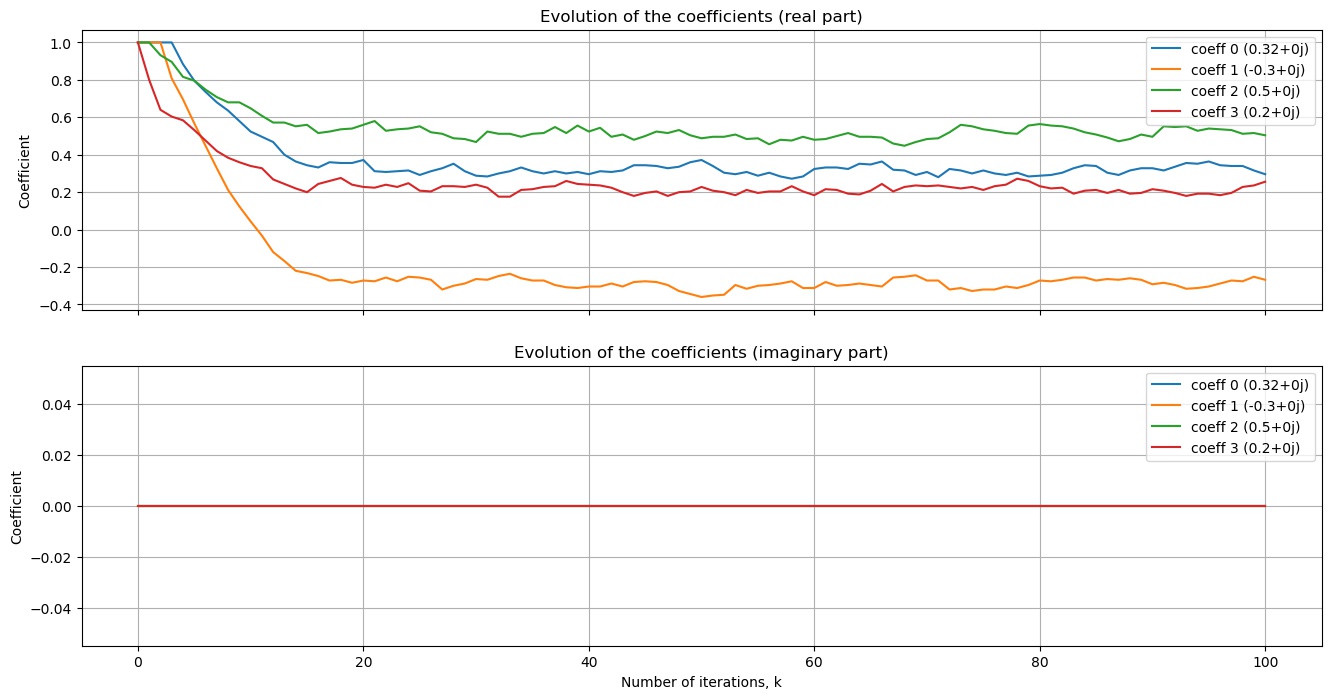 Evolution of the coefficients (real part)
1.0
0.8
0.6
0.4
0.2
0.0
−0.2
−0.4
Coefficient
coeff 0 (0.32+0j)
coeff 1 (-0.3+0j)
coeff 2 (0.5+0j)
coeff 3 (0.2+0j)
Evolution of the coefficients (imaginary part)
0.04
0.02
0.00
−0.02
−0.04
Coefficient
coeff 0 (0.32+0j)
coeff 1 (-0.3+0j)
coeff 2 (0.5+0j)
coeff 3 (0.2+0j)
0 20 40 60 80 100
Number of iterations, k